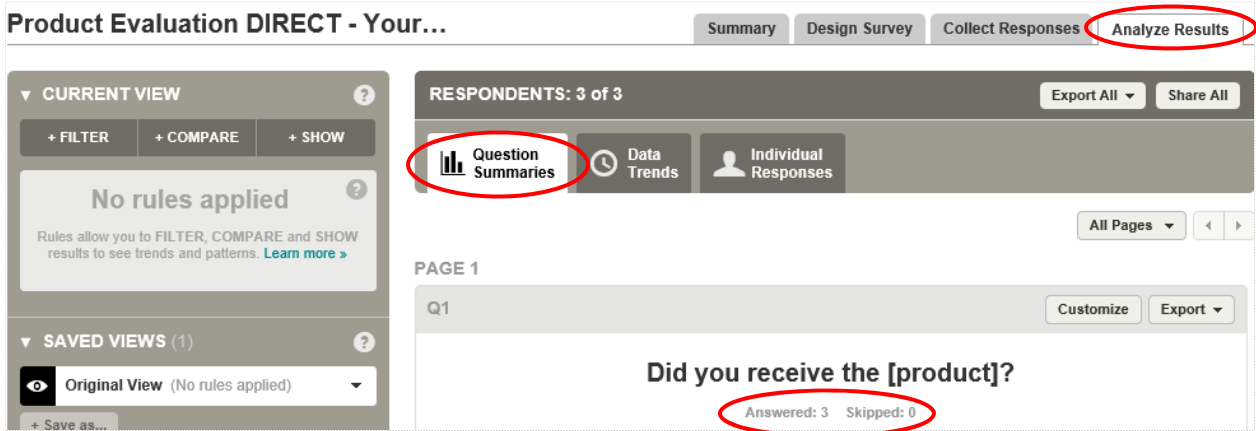 Product Evaluation DIRECT - Your...
Summary
Design Survey
Collect Responses
Analyze Results
▼ CURRENT VIEW ?
+ FILTER
+ COMPARE
+ SHOW
No rules applied ?
Rules allow you to FILTER, COMPARE and SHOW
results to see trends and patterns. Learn more »
▼ SAVED VIEWS (1) ?
Original View (No rules applied)
+ Save as...
RESPONDENTS: 3 of 3
Export All
Share All
Question
Summaries
Data
Trends
Individual
Responses
All Pages
PAGE 1
Q1
Customize
Export
Did you receive the [product]?
Answered: 3 Skipped: 0